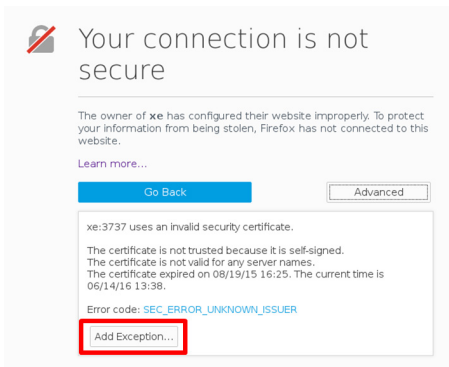 Your connection is not
secure
The owner of xe has configured their website improperly. To protect
your information from being stolen, Firefox has not connected to this
website.
Learn more...
Go Back
Advanced
xe:3737 uses an invalid security certificate.
The certificate is not trusted because it is self-signed.
The certificate is not valid for any server names.
The certificate expired on 08/19/15 16:25. The current time is
06/14/16 13:38.
Error code: SEC_ERROR_UNKNOWN_ISSUER
Add Exception...